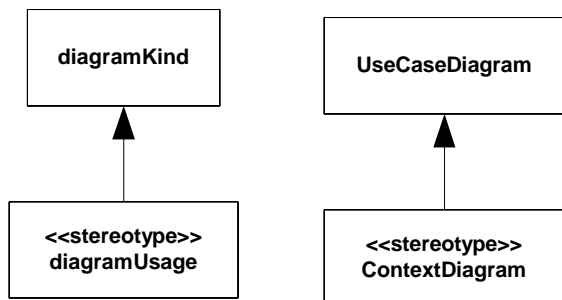 diagramKind
UseCaseDiagram
<<stereotype>>
diagramUsage
<<stereotype>>
ContextDiagram